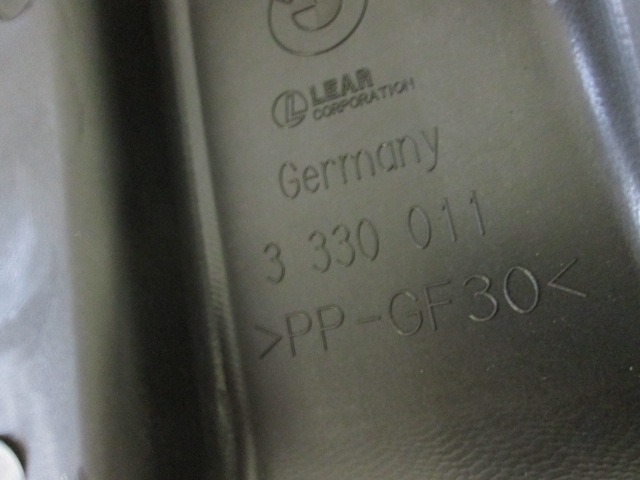 LEAR
CORPORATION
Germany
3 330 011
>PP-GF30<